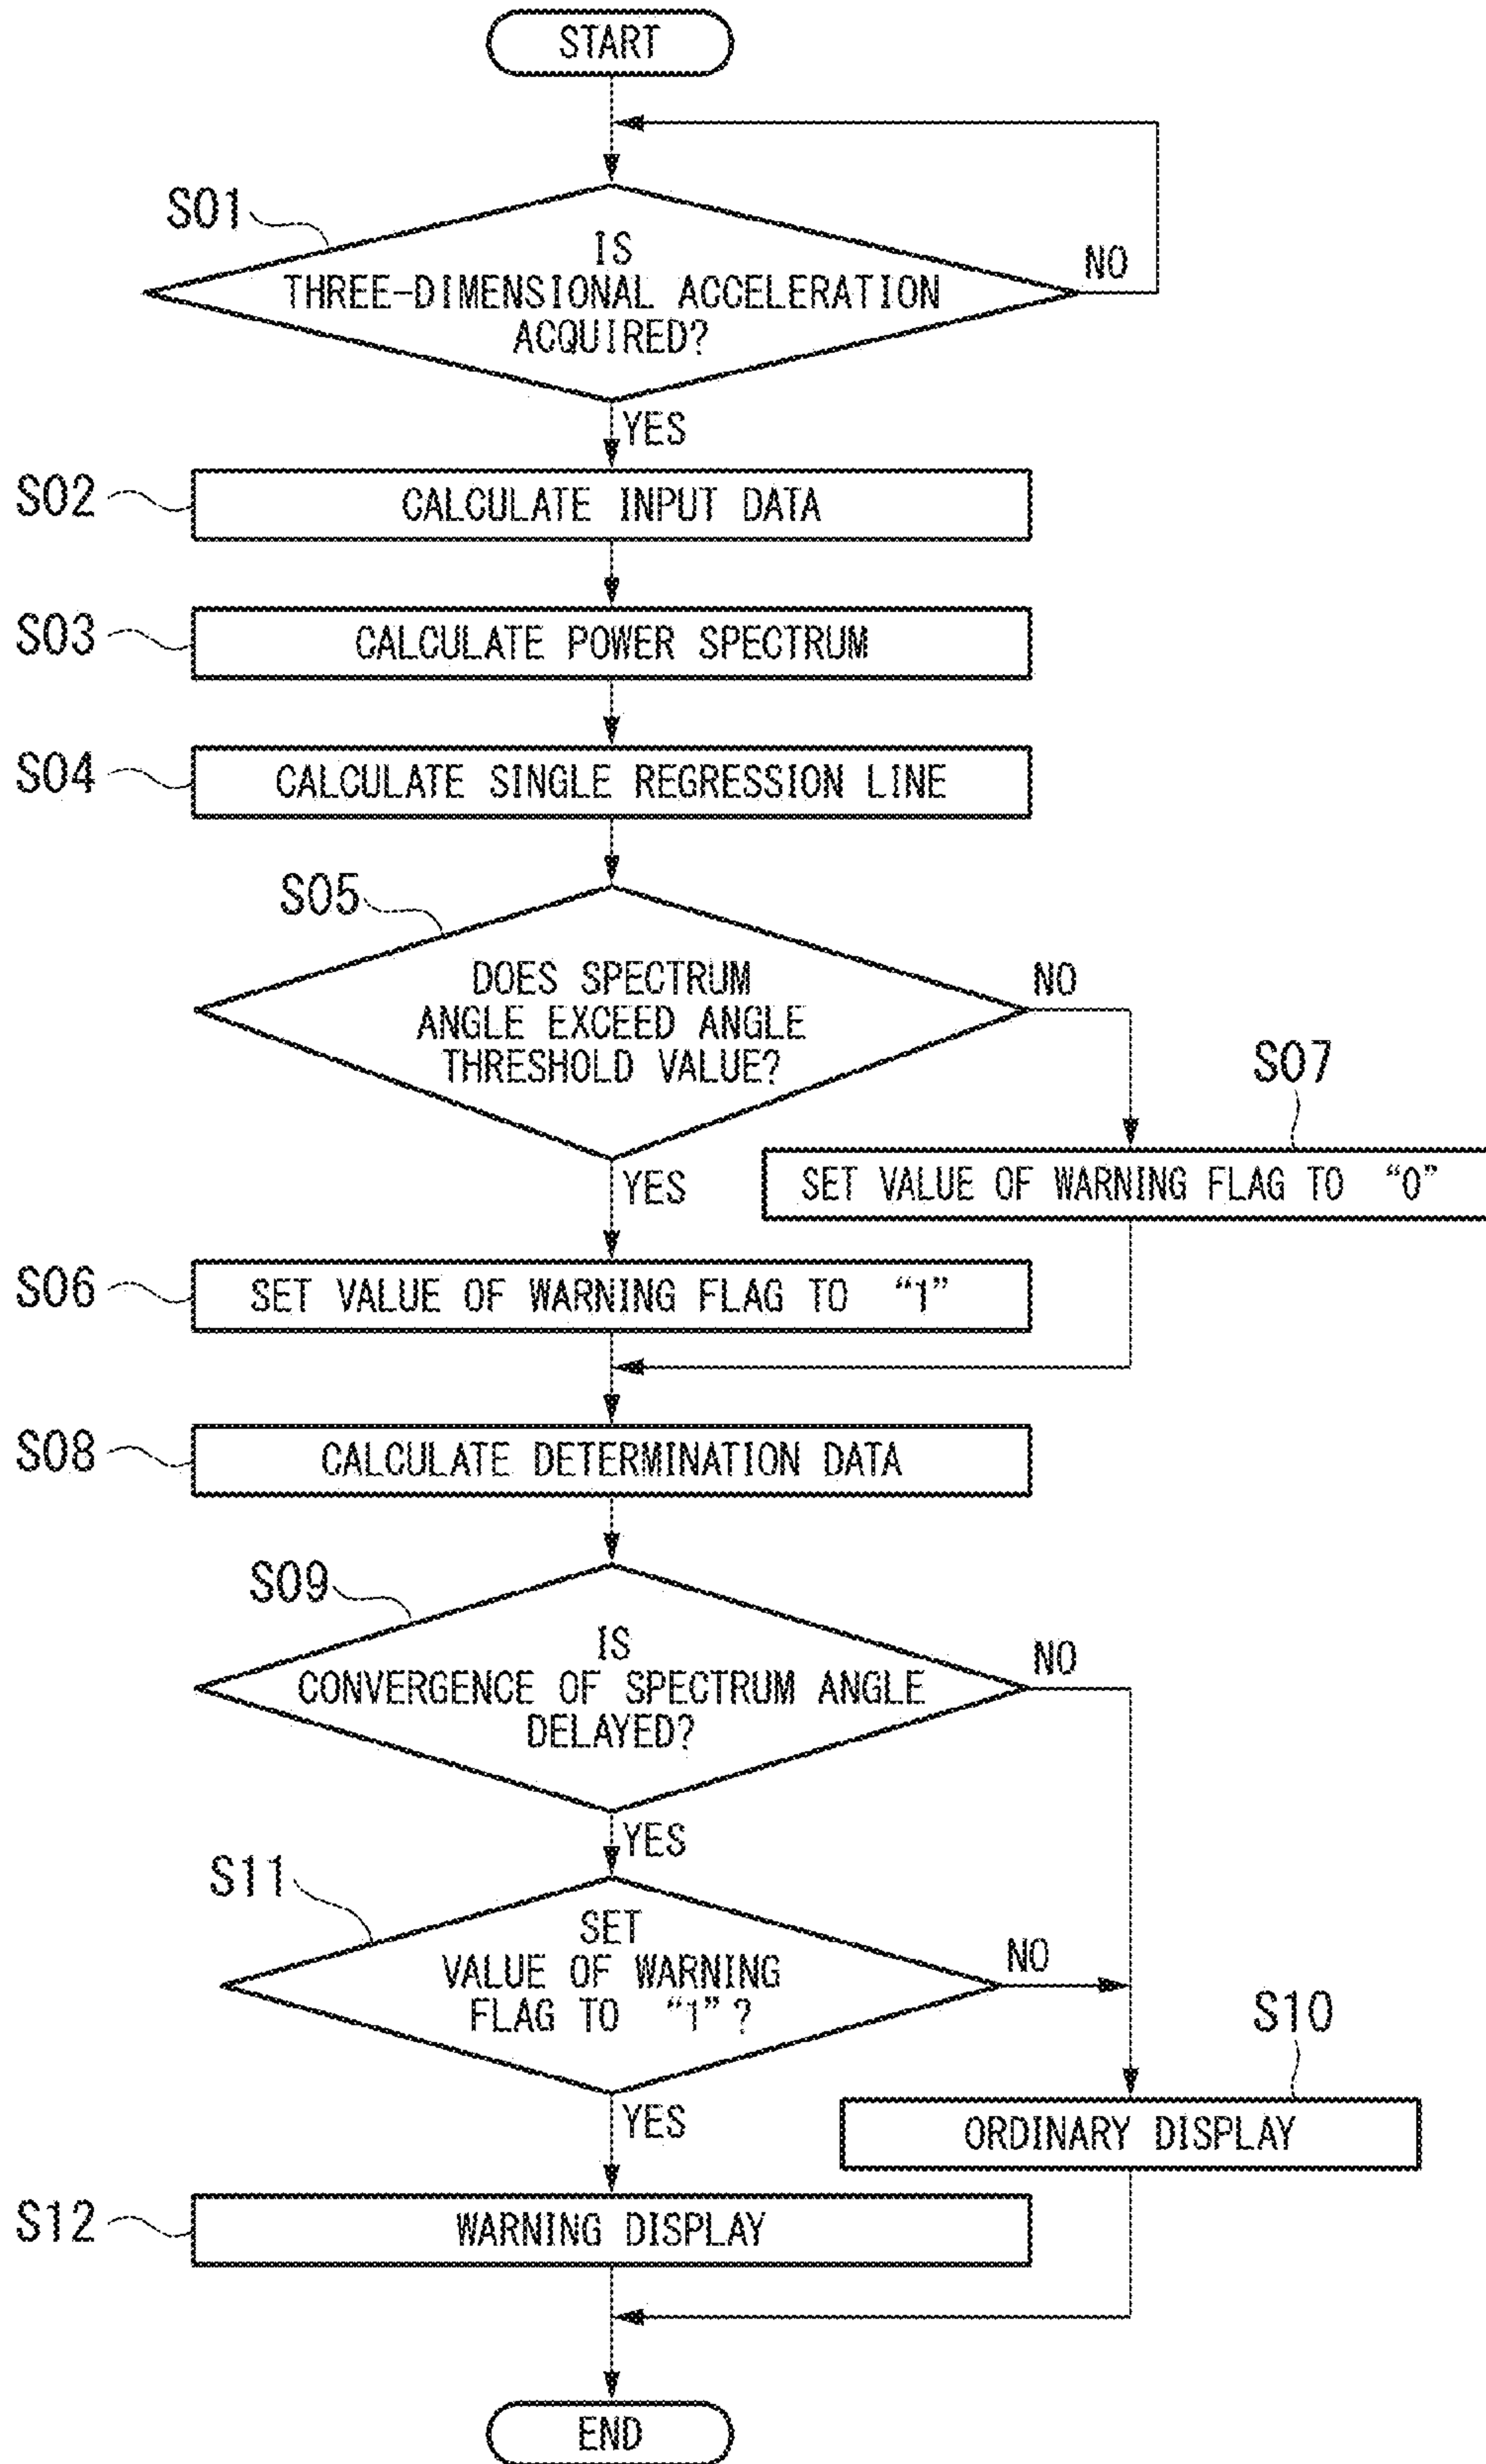 START
S01
IS
THREE-DIMENSIONAL ACCELERATION
ACQUIRED?
NO
YES
S02
CALCULATE INPUT DATA
S03
CALCULATE POWER SPECTRUM
S04
CALCULATE SINGLE REGRESSION LINE
S05
DOES SPECTRUM
ANGLE EXCEED ANGLE
THRESHOLD VALUE?
NO
YES
S07
SET VALUE OF WARNING FLAG TO “0”
S06
SET VALUE OF WARNING FLAG TO “1”
S08
CALCULATE DETERMINATION DATA
S09
IS
CONVERGENCE OF SPECTRUM ANGLE
DELAYED?
NO
YES
S11
SET
VALUE OF WARNING
FLAG TO “1”?
NO
YES
S10
ORDINARY DISPLAY
S12
WARNING DISPLAY
END